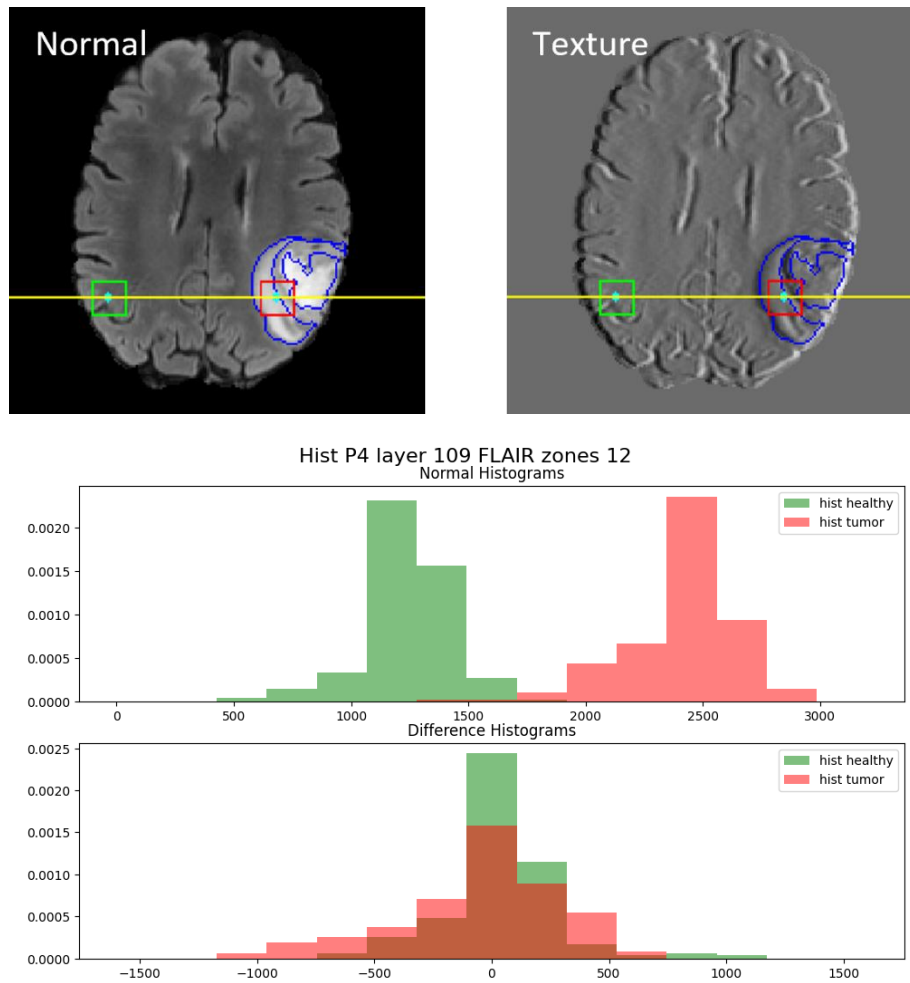 Normal
Texture
Hist P4 layer 109 FLAIR zones 12
Normal Histograms
hist healthy
hist tumor
0.0020
0.0015
0.0010
0.0005
0.0000
0
500
1000
1500
2000
2500
3000
Difference Histograms
hist healthy
hist tumor
0.0025
0.0020
0.0015
0.0010
0.0005
0.0000
−1500
−1000
−500
0
500
1000
1500